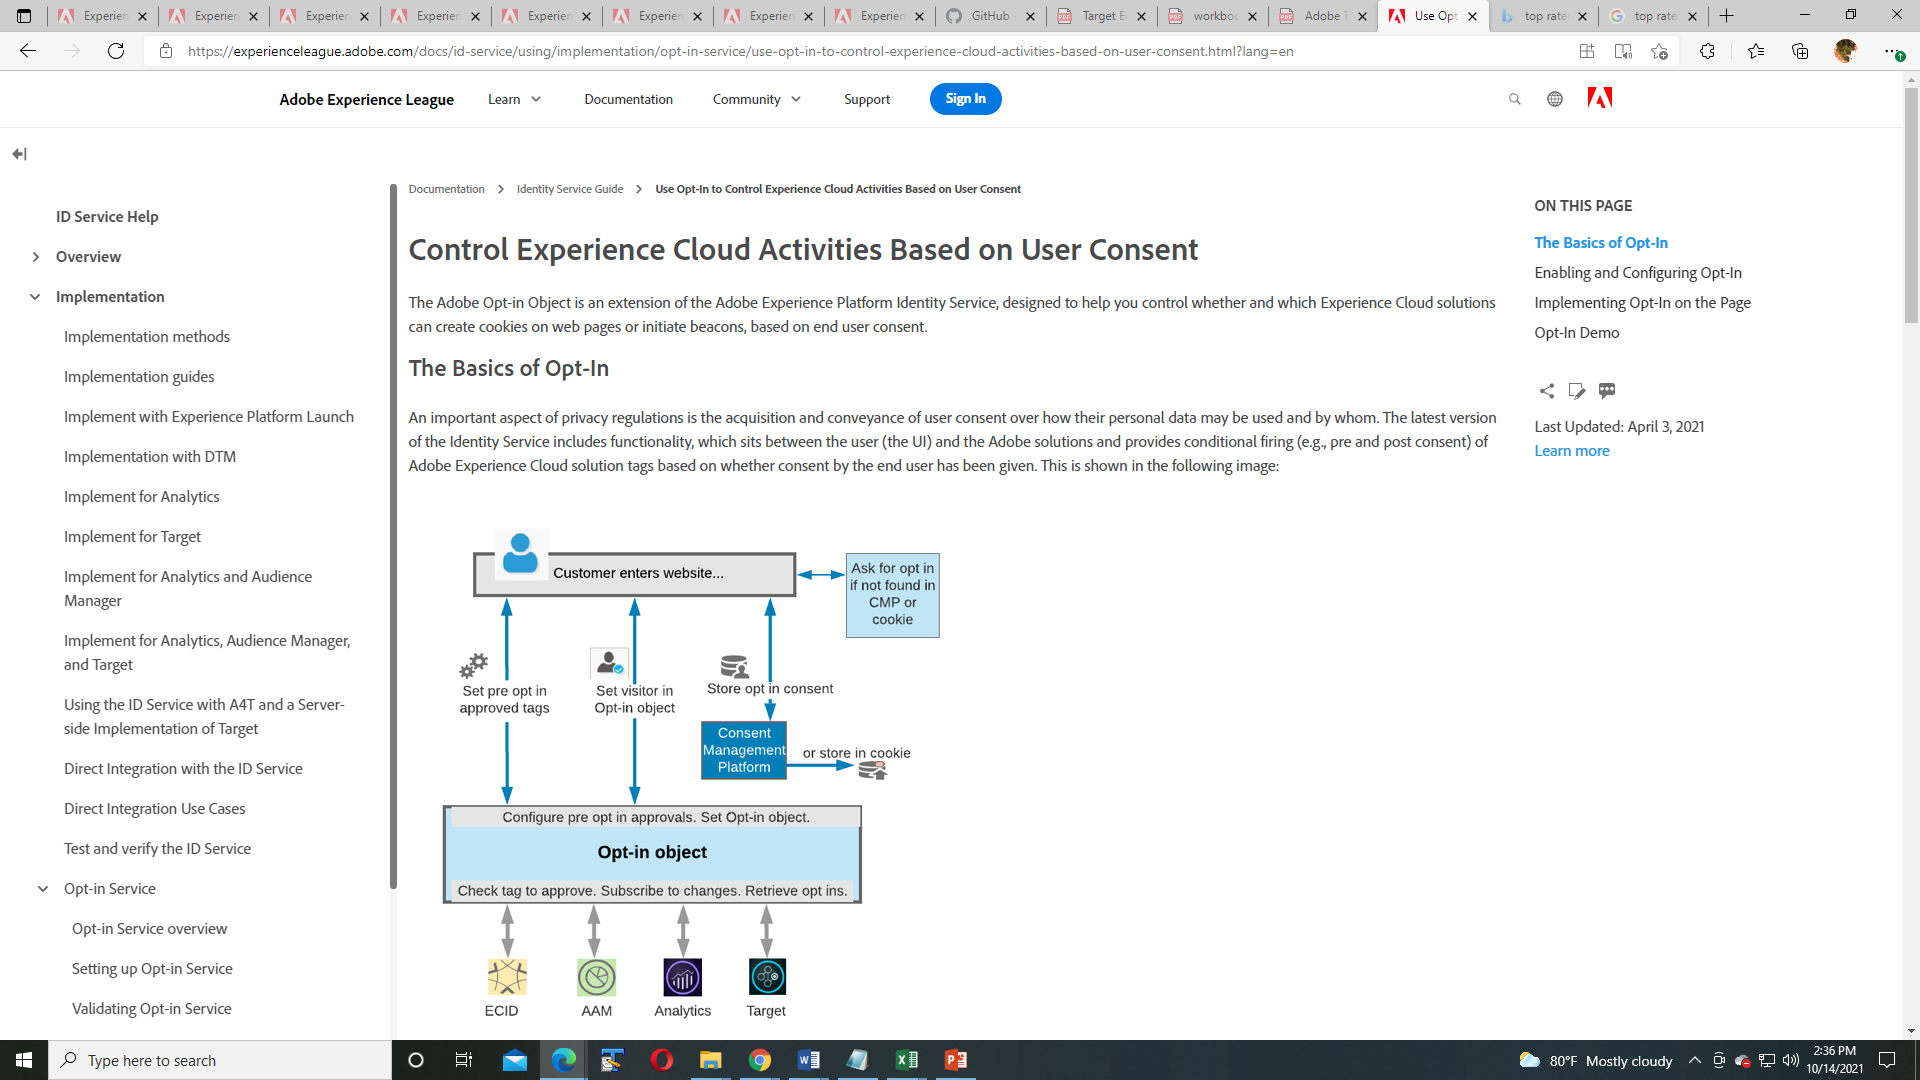 Experien
Experien
Experien
Experien
Experien
Experien
Experien
Experien
GitHub
Target E
workboo
Adobe T
Use Opt
top rate
top rate
https://experienceleague.adobe.com/docs/id-service/using/implementation/opt-in-service/use-opt-in-to-control-experience-cloud-activities-based-on-user-consent.html?lang=en
Adobe Experience League
Learn
Documentation
Community
Support
Sign In
Documentation
Identity Service Guide
Use Opt-In to Control Experience Cloud Activities Based on User Consent
ID Service Help
Overview
Implementation
Implementation methods
Implementation guides
Implement with Experience Platform Launch
Implementation with DTM
Implement for Analytics
Implement for Target
Implement for Analytics and Audience
Manager
Implement for Analytics, Audience Manager,
and Target
Using the ID Service with A4T and a Server-
side Implementation of Target
Direct Integration with the ID Service
Direct Integration Use Cases
Test and verify the ID Service
Opt-in Service
Opt-in Service overview
Setting up Opt-in Service
Validating Opt-in Service
Control Experience Cloud Activities Based on User Consent
The Adobe Opt-in Object is an extension of the Adobe Experience Platform Identity Service, designed to help you control whether and which Experience Cloud solutions
can create cookies on web pages or initiate beacons, based on end user consent.
The Basics of Opt-In
An important aspect of privacy regulations is the acquisition and conveyance of user consent over how their personal data may be used and by whom. The latest version
of the Identity Service includes functionality, which sits between the user (the UI) and the Adobe solutions and provides conditional firing (e.g., pre and post consent) of
Adobe Experience Cloud solution tags based on whether consent by the end user has been given. This is shown in the following image:
Customer enters website...
Ask for opt in
if not found in
CMP or
cookie
Set pre opt in
approved tags
Set visitor in
Opt-in object
Store opt in consent
Consent
Management
Platform
or store in cookie
Configure pre opt in approvals. Set Opt-in object.
Opt-in object
Check tag to approve. Subscribe to changes. Retrieve opt ins.
ECID
AAM
Analytics
Target
ON THIS PAGE
The Basics of Opt-In
Enabling and Configuring Opt-In
Implementing Opt-In on the Page
Opt-In Demo
Last Updated: April 3, 2021
Learn more
Type here to search
80°F Mostly cloudy
2:36 PM
10/14/2021